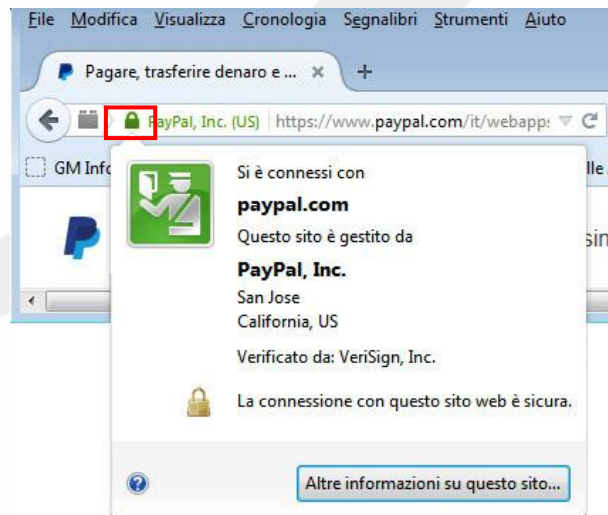 File Modifica Visualizza Cronologia Segnalibri Strumenti Aiuto
Pagare, trasferire denaro e ...
PayPal, Inc. (US) https://www.paypal.com/it/webapp:
GM Info
lle
Si è connessi con
paypal.com
Questo sito è gestito da
PayPal, Inc.
San Jose
California, US
Verificato da: VeriSign, Inc.
La connessione con questo sito web è sicura.
Altre informazioni su questo sito...